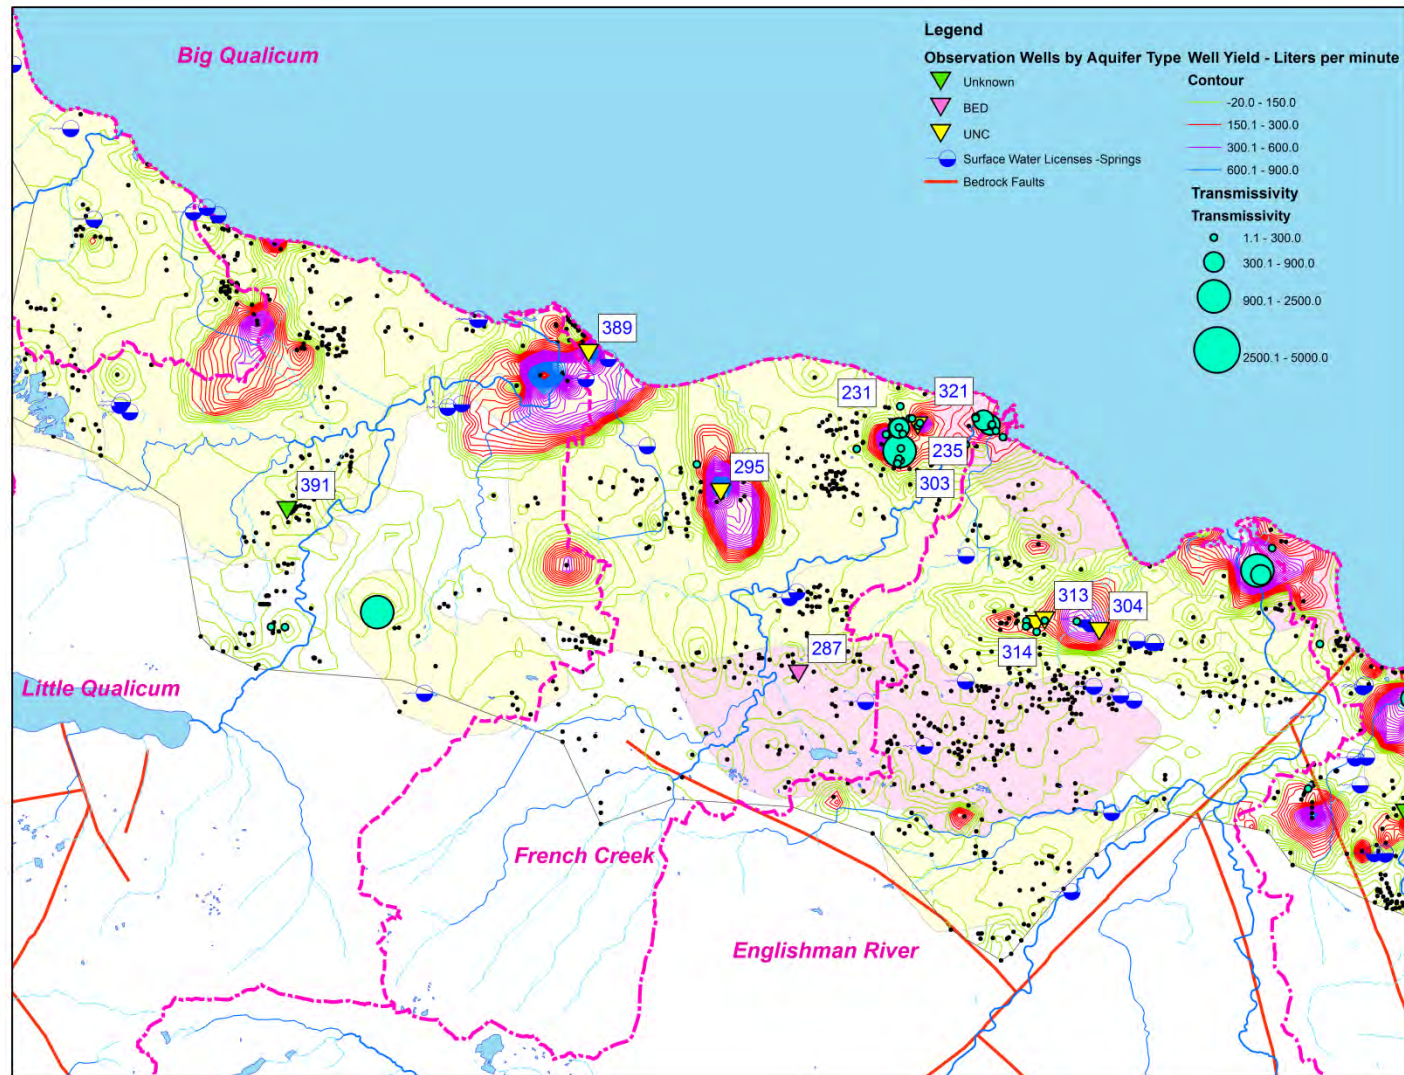 Big Qualicum
Legend
Observation Wells by Aquifer Type
Unknown
BED
UNC
Surface Water Licenses -Springs
Bedrock Faults
Well Yield - Liters per minute
Contour
-20.0 - 150.0
150.1 - 300.0
300.1 - 600.0
600.1 - 900.0
Transmissivity
Transmissivity
1.1 - 300.0
300.1 - 900.0
900.1 - 2500.0
2500.1 - 5000.0
389
231
321
235
303
295
391
313
304
314
287
Little Qualicum
French Creek
Englishman River